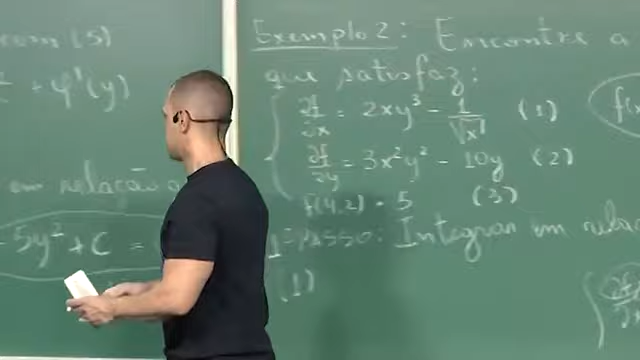 (5)
+ φ'(y)
em relação
-5y² + C =
Exemplo 2: Encontre a
que satisfaz:
∂f/∂x = 2xy³ - 1/√x (1)
∂f/∂y = 3x²y² - 10y (2)
f(4,2) = 5 (3)
1º Passo: Integrar em
(1)